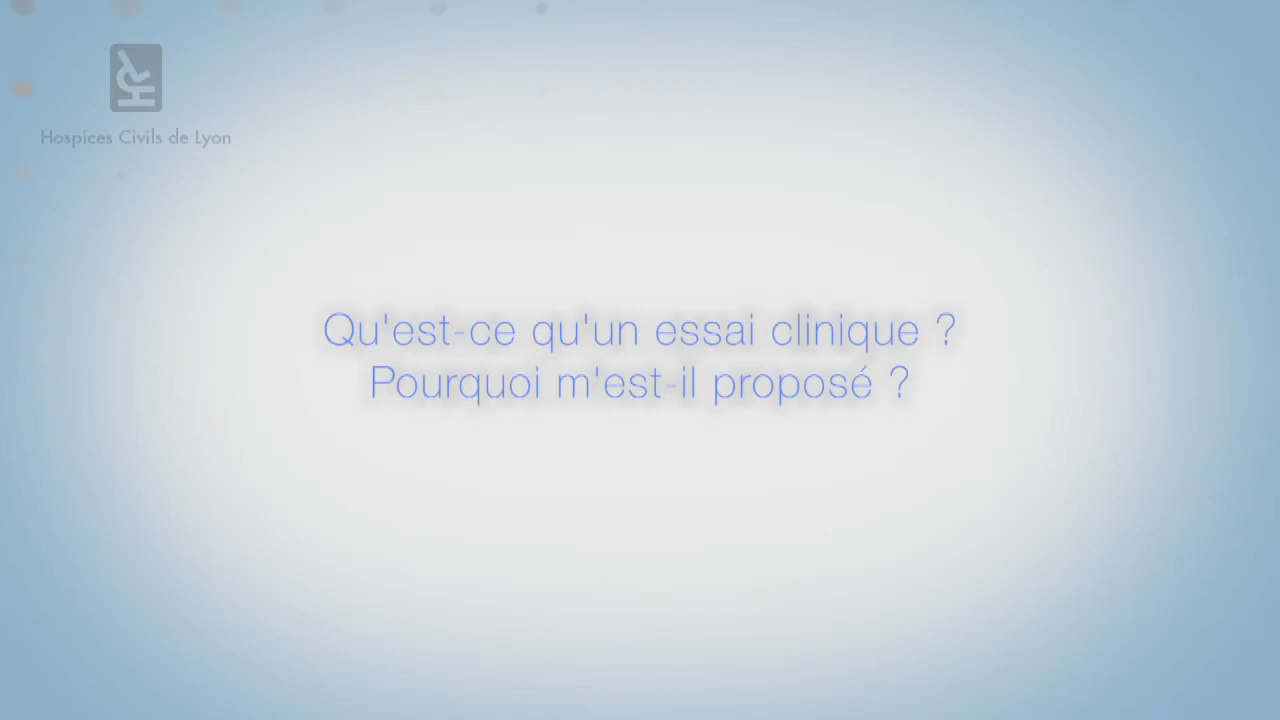 Hospices Civils de Lyon
Qu'est-ce qu'un essai clinique ?
Pourquoi m'est-il proposé ?